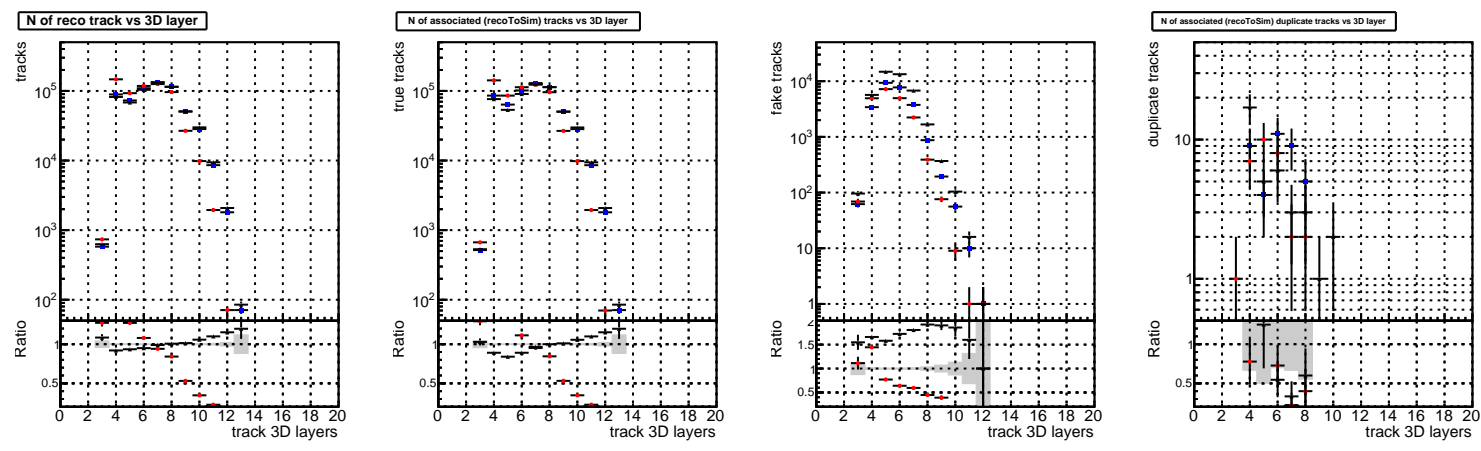 N of reco track vs 3D layer
tracks
10^5
10^4
10^3
10^2
Ratio
1
0.5
0 2 4 6 8 10 12 14 16 18 20
track 3D layers
N of associated (recoToSim) tracks vs 3D layer
true tracks
10^5
10^4
10^3
10^2
Ratio
1
0.5
0 2 4 6 8 10 12 14 16 18 20
track 3D layers
fake tracks
10^4
10^3
10^2
10
1
Ratio
2
1.5
1
0.5
0 2 4 6 8 10 12 14 16 18 20
track 3D layers
N of associated (recoToSim) duplicate tracks vs 3D layer
duplicate tracks
10
1
Ratio
1
0.5
0 2 4 6 8 10 12 14 16 18 20
track 3D layers